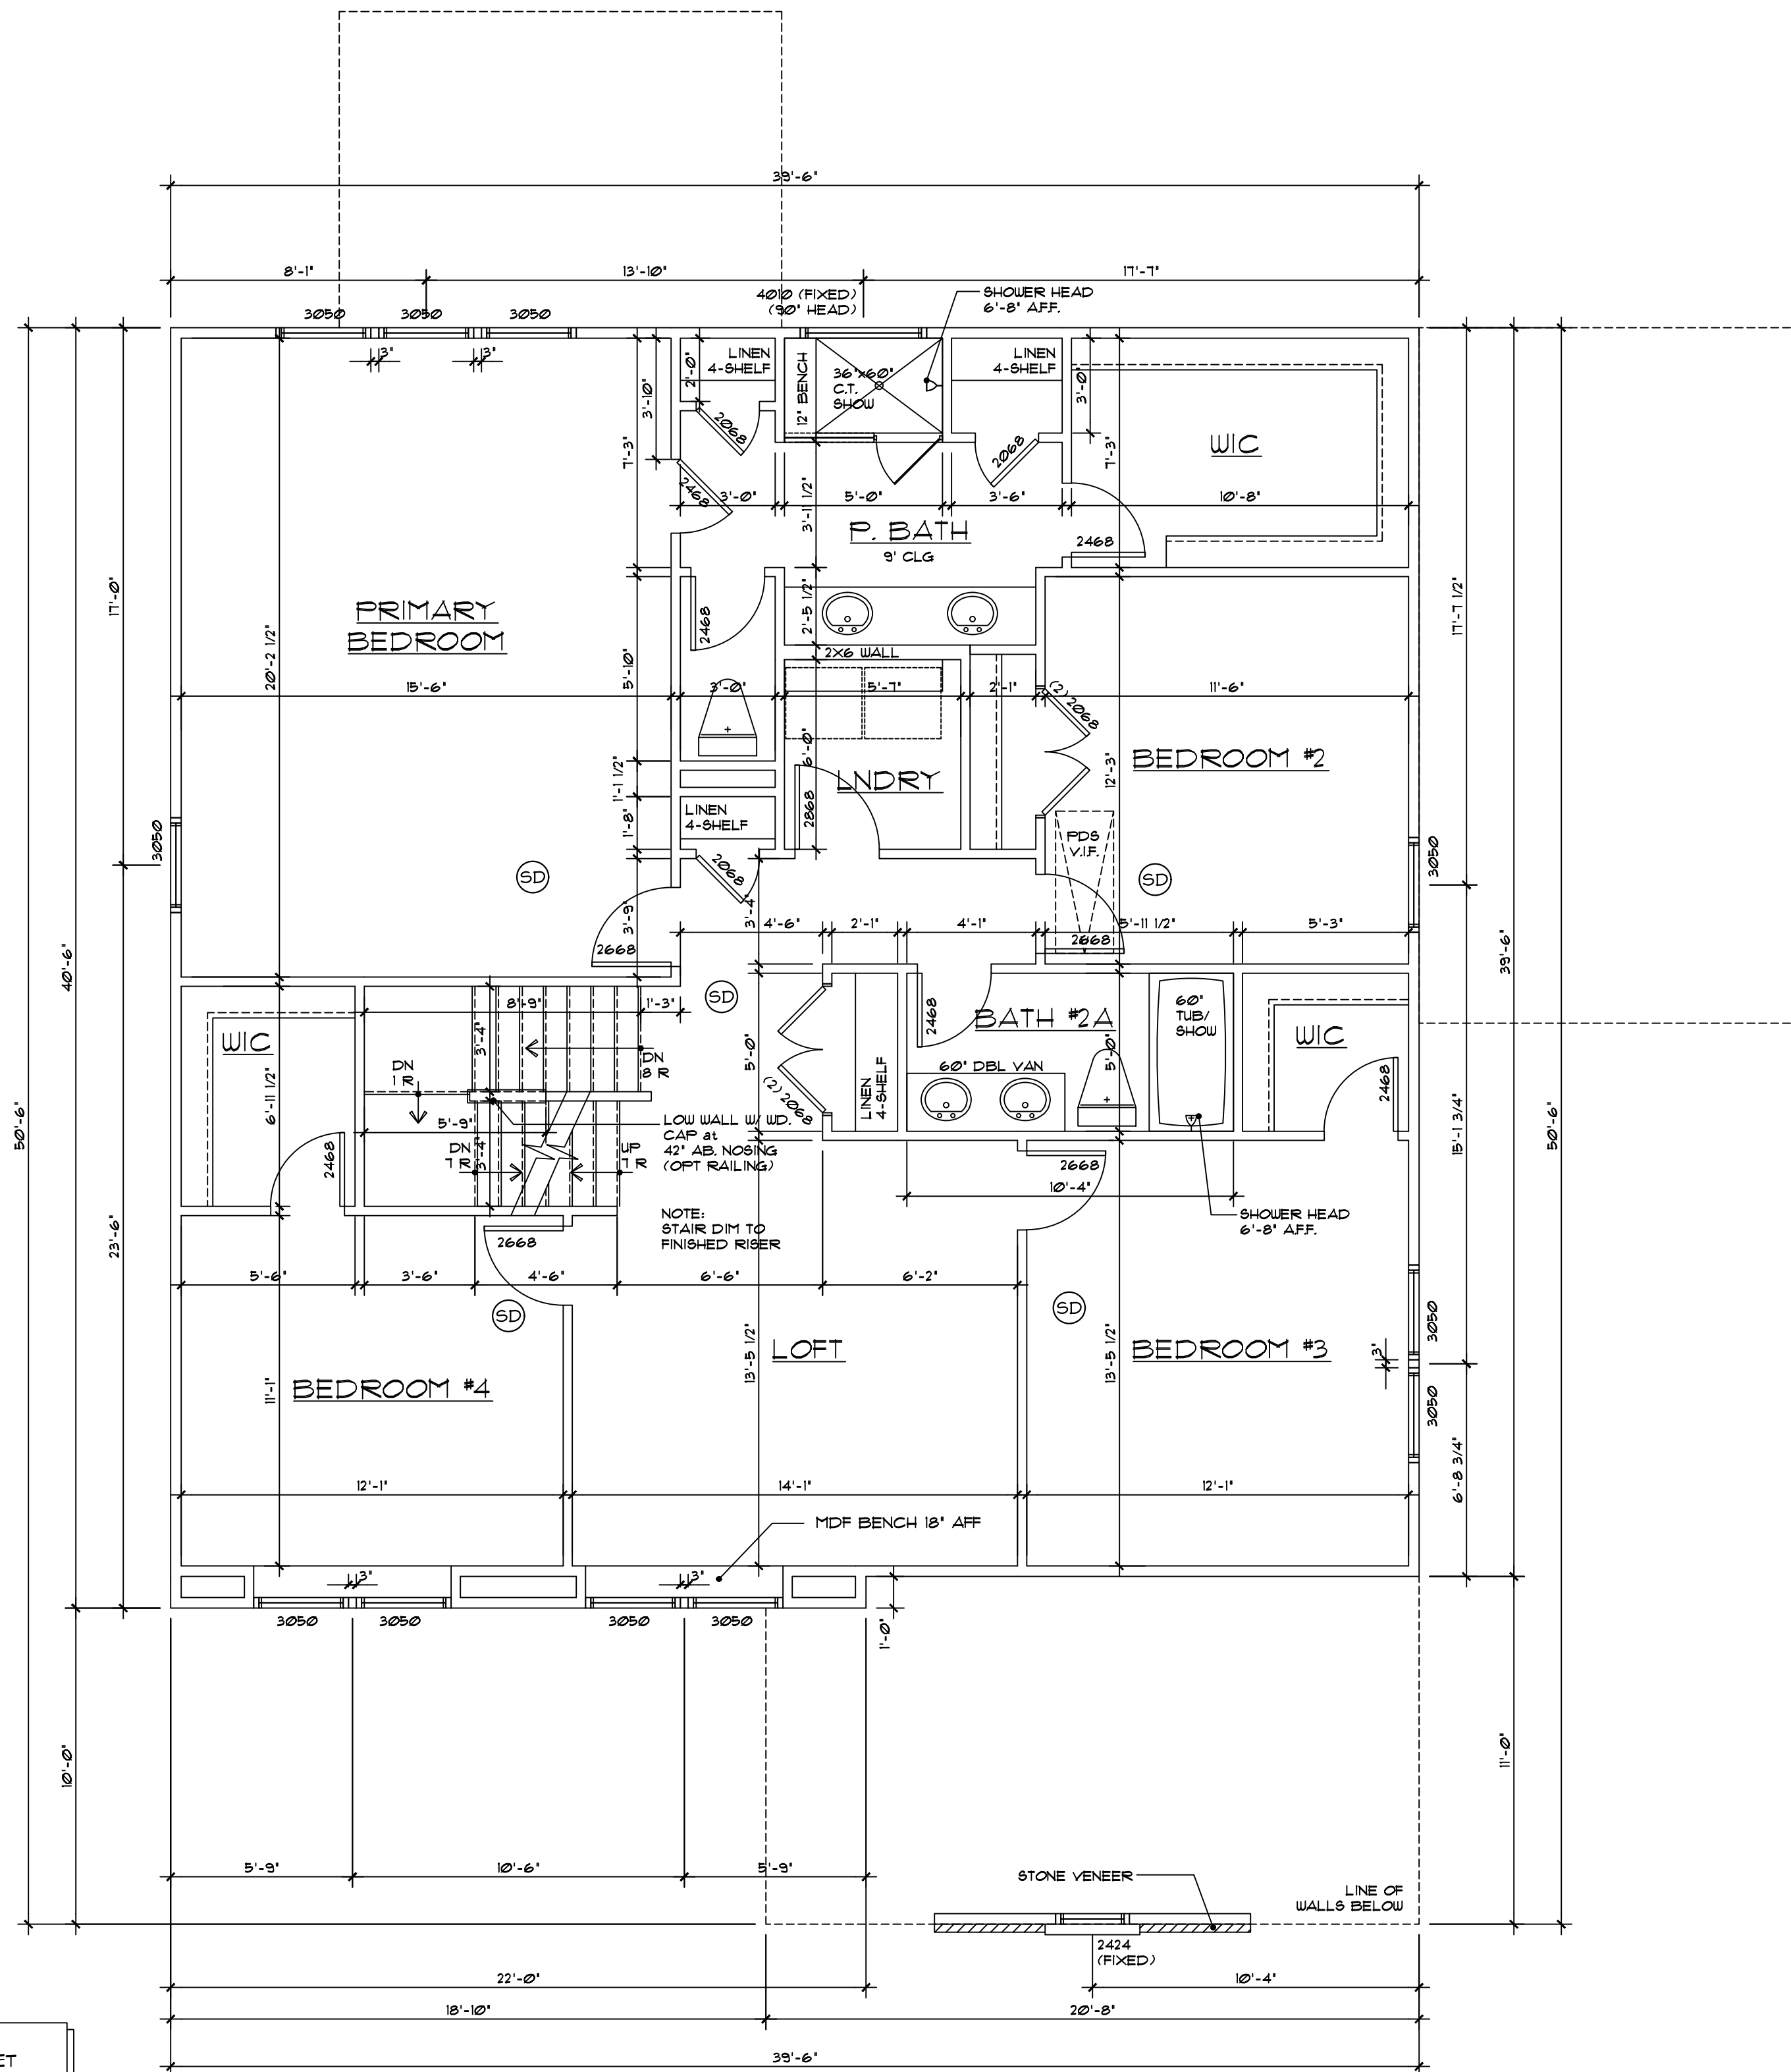 39'-6"
8'-1"
13'-10"
17'-7"
4010 (FIXED)
(90" HEAD)
SHOWER HEAD
6'-8" A.F.F.
3050
3050
3050
3"
3"
2'-0"
LINEN
4-SHELF
12" BENCH
36"x60"
C.T.
SHOW
LINEN
4-SHELF
3'-0"
3'-10"
2068
2068
WIC
7'-3"
7'-3"
2468
3'-0"
5'-0"
3'-6"
10'-8"
3'-11 1/2"
P. BATH
9' CLG
2468
17'-0"
17'-7 1/2"
PRIMARY
BEDROOM
2468
2'-5 1/2"
20'-2 1/2"
5'-10"
2X6 WALL
15'-6"
3'-0"
5'-7"
2'-1"
(2) 2068
11'-6"
6'-0"
12'-3"
BEDROOM #2
1'-1 1/2"
LNDRY
LINEN
4-SHELF
1'-8"
2868
PDS
V.I.F.
3050
3050
2068
SD
SD
3'-9"
3'-4"
4'-6"
2'-1"
4'-1"
5'-11 1/2"
5'-3"
2668
2668
40'-6"
39'-6"
50'-6"
50'-6"
SD
8'-9"
1'-3"
WIC
3'-4"
DN
1 R
DN
8 R
5'-0"
2468
BATH #2A
60"
TUB/
SHOW
WIC
5'-0"
60" DBL VAN
LINEN
4-SHELF
(2) 2068
2468
6'-11 1/2"
5'-9"
LOW WALL W/ WD.
CAP at
42" AB. NOSING
(OPT RAILING)
DN
7 R
3'-4"
UP
7 R
2468
2668
10'-4"
15'-1 3/4"
NOTE:
STAIR DIM TO
FINISHED RISER
SHOWER HEAD
6'-8" A.F.F.
23'-6"
2668
5'-6"
3'-6"
4'-6"
6'-6"
6'-2"
SD
SD
3050
11'-1"
13'-5 1/2"
13'-5 1/2"
LOFT
BEDROOM #3
3"
BEDROOM #4
3050
6'-8 3/4"
12'-1"
14'-1"
12'-1"
MDF BENCH 18" AFF
3"
3"
3050
3050
3050
3050
1'-0"
10'-0"
11'-0"
5'-9"
10'-6"
5'-9"
STONE VENEER
LINE OF
WALLS BELOW
2424
(FIXED)
22'-0"
10'-4"
18'-10"
20'-8"
39'-6"